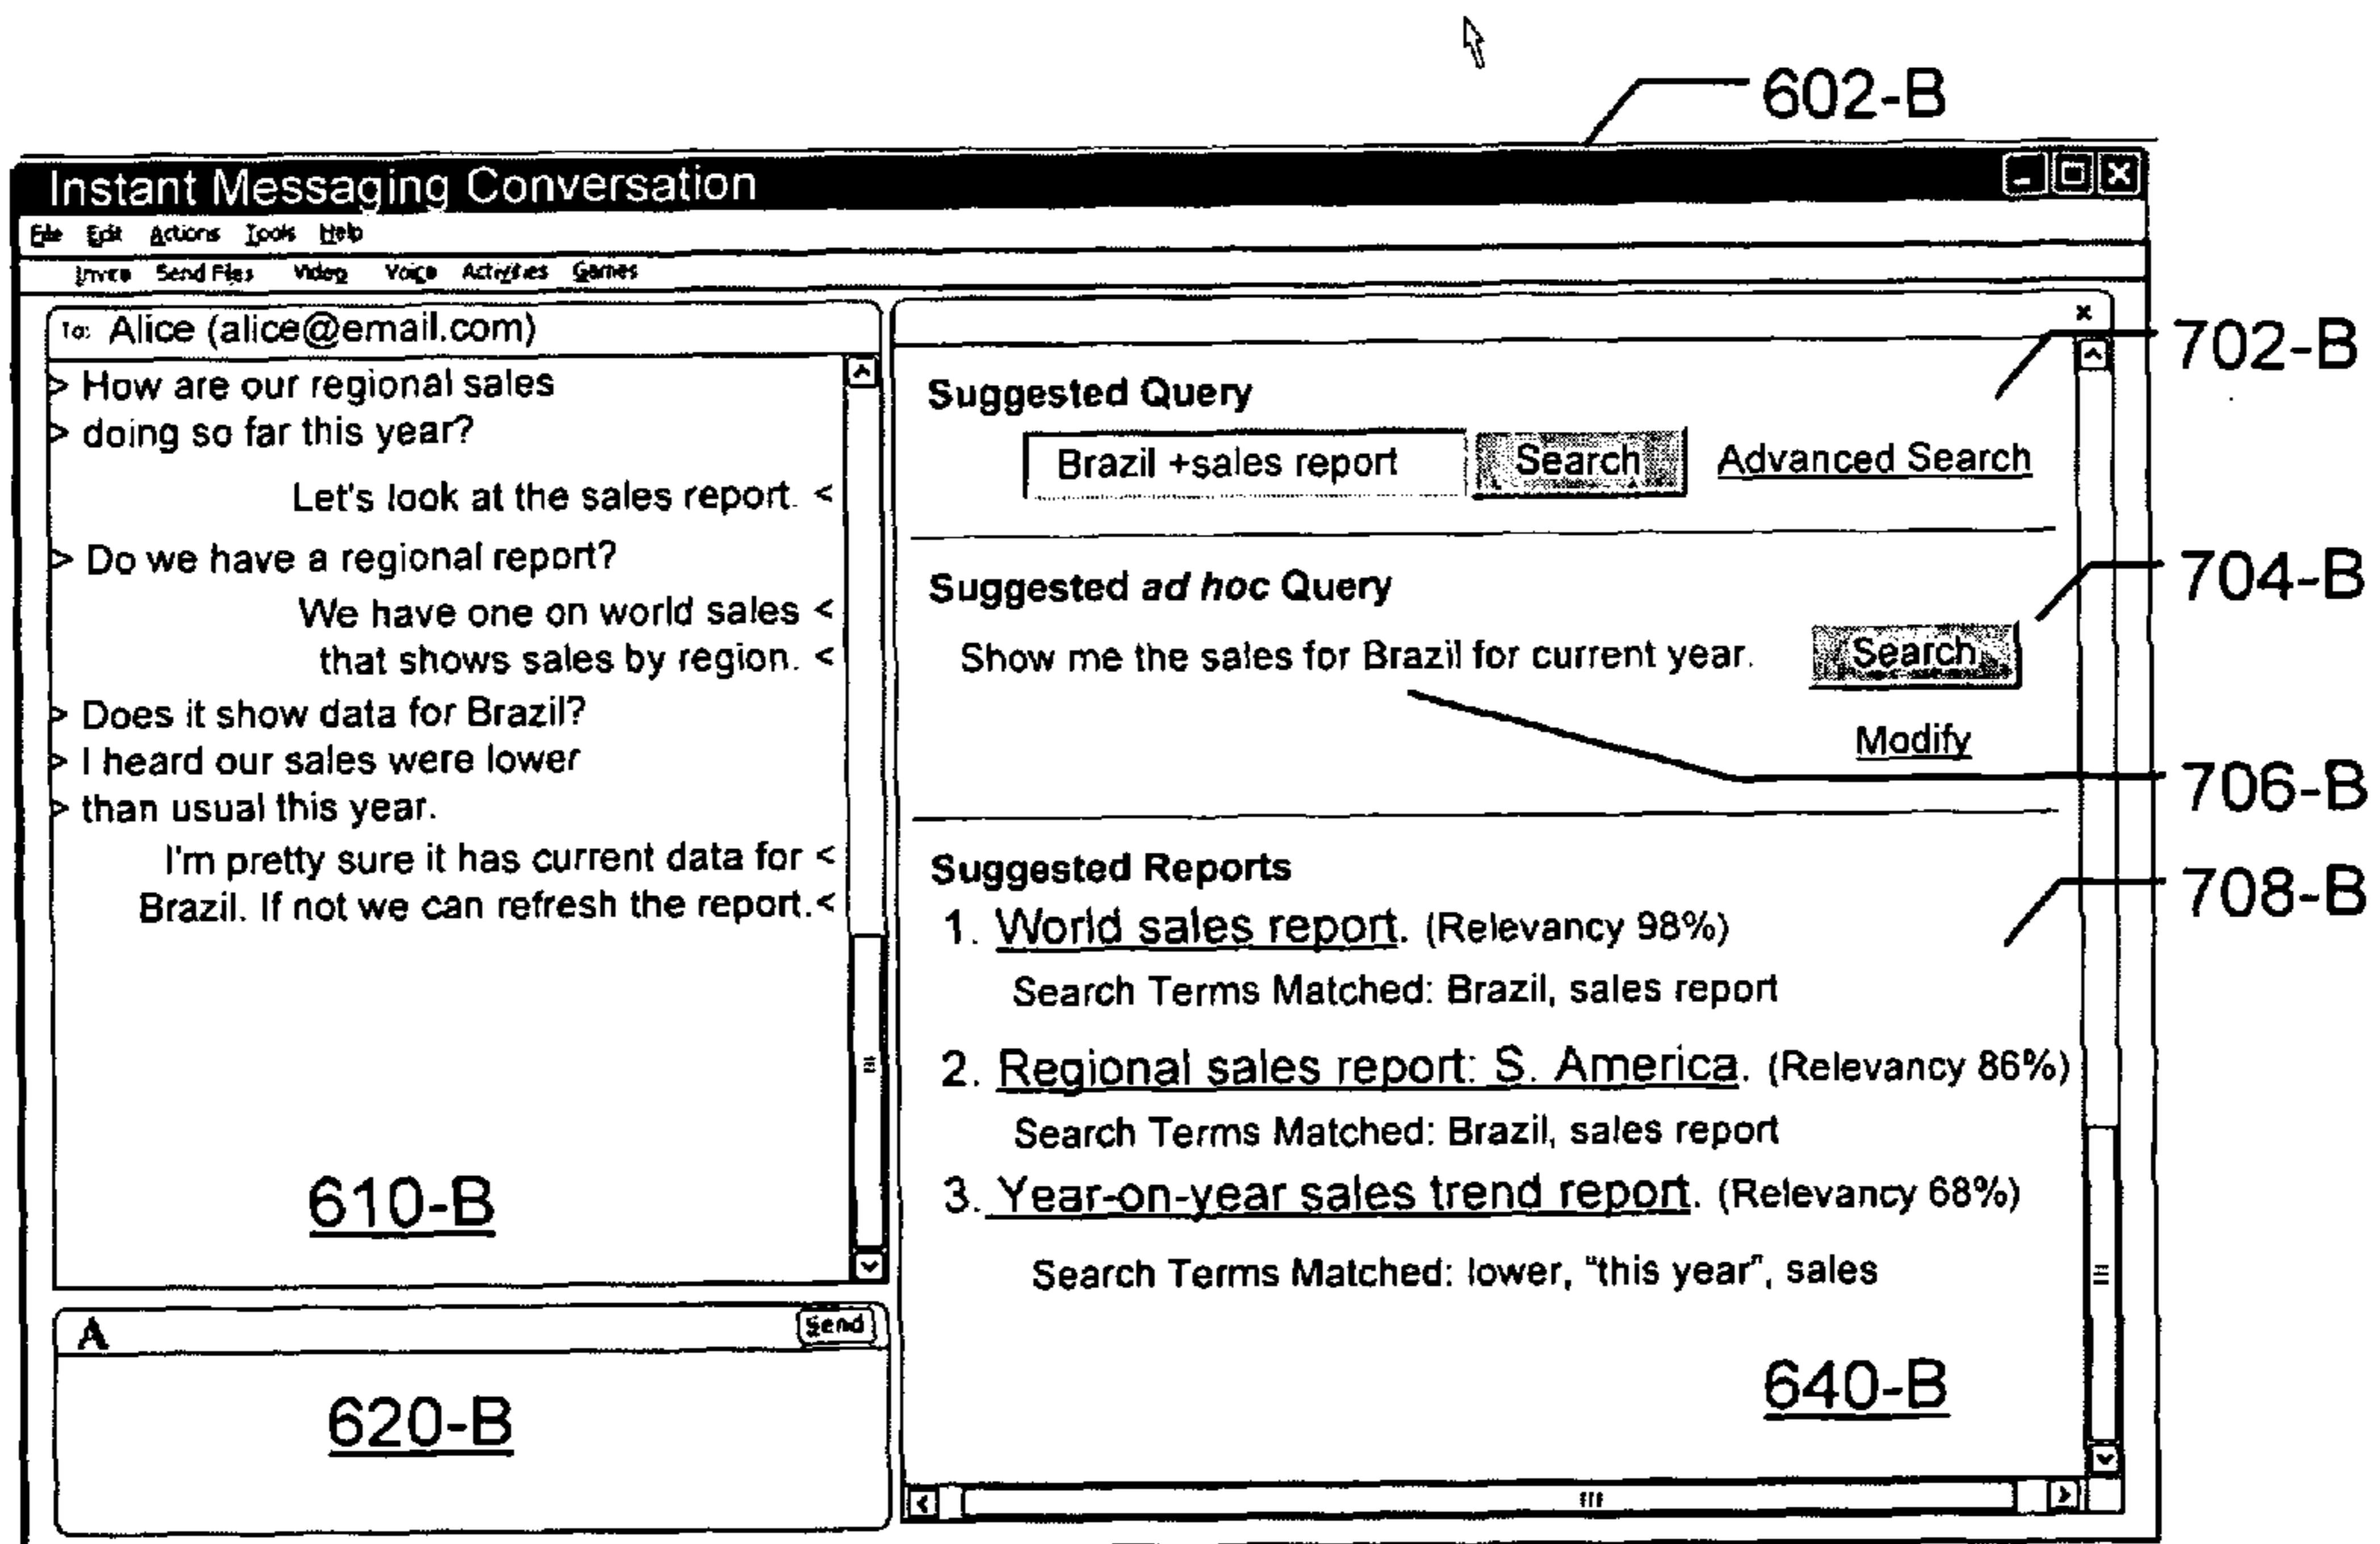 602-B
Instant Messaging Conversation
File Edit Actions Tools Help
Invite Send Files Video Voice Activities Games
To: Alice (alice@email.com)
> How are our regional sales
> doing so far this year?
Let's look at the sales report. <
> Do we have a regional report?
We have one on world sales <
that shows sales by region. <
> Does it show data for Brazil?
> I heard our sales were lower
> than usual this year.
I'm pretty sure it has current data for <
Brazil. If not we can refresh the report.<
610-B
A Send
620-B
702-B
Suggested Query
Brazil +sales report Search Advanced Search
704-B
Suggested ad hoc Query
Show me the sales for Brazil for current year. Search
Modify
706-B
Suggested Reports
708-B
1. World sales report. (Relevancy 98%)
Search Terms Matched: Brazil, sales report
2. Regional sales report: S. America. (Relevancy 86%)
Search Terms Matched: Brazil, sales report
3. Year-on-year sales trend report. (Relevancy 68%)
Search Terms Matched: lower, "this year", sales
640-B